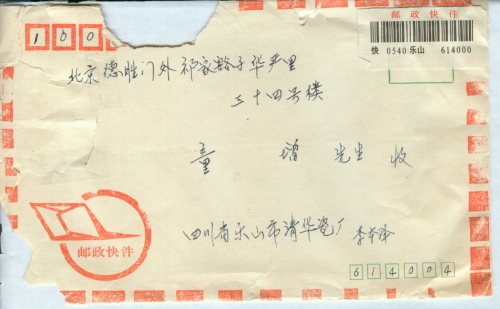 邮政快件
100
快 0540 乐山 614000
北京德胜门外祁家豁子华严里
三十四号楼
童增 先生 收
邮政快件
四川省乐山市清华瓷厂 李
614004